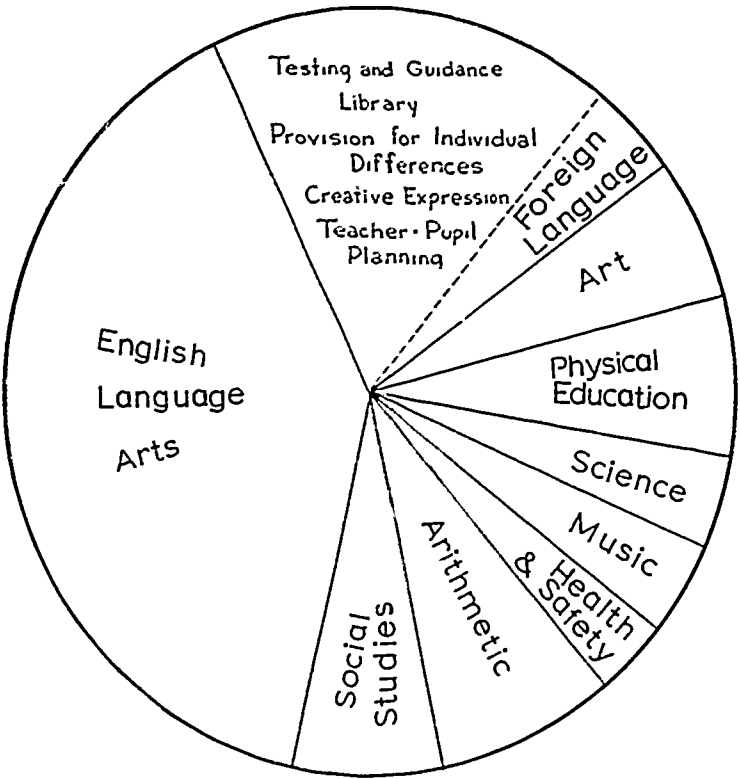 Testing and Guidance
Library
Provision for Individual
Differences
Creative Expression
Teacher·Pupil
Planning
Foreign
Language
Art
Physical
Education
Science
Music
Health
& Safety
Arithmetic
Social
Studies
English
Language
Arts